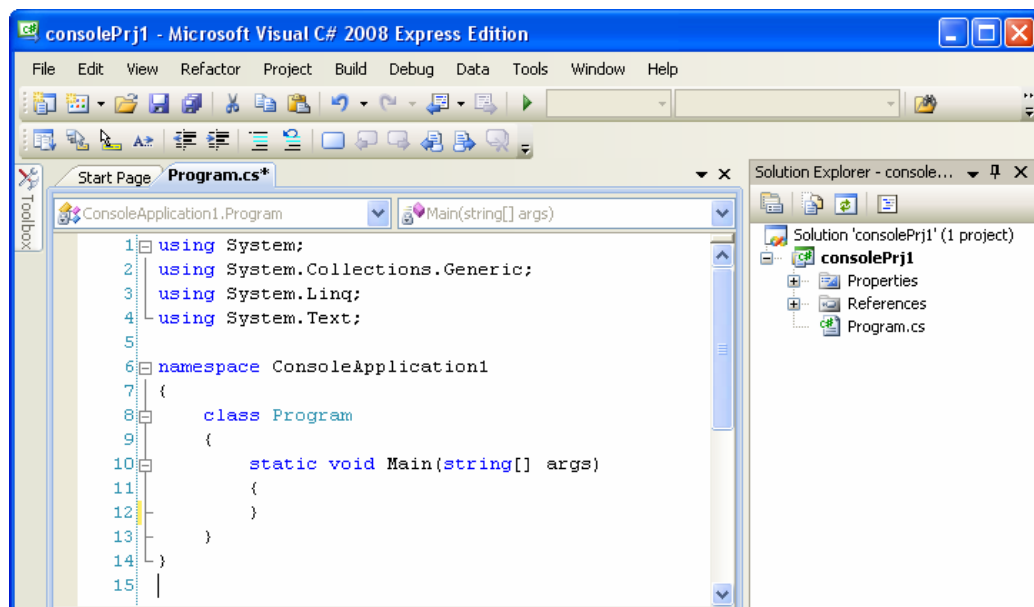 consolePrj1 - Microsoft Visual C# 2008 Express Edition
File Edit View Refactor Project Build Debug Data Tools Window Help
Toolbox
Start Page Program.cs*
ConsoleApplication1.Program Main(string[] args)
1 using System;
2 using System.Collections.Generic;
3 using System.Linq;
4 using System.Text;
5
6 namespace ConsoleApplication1
7 {
8 class Program
9 {
10 static void Main(string[] args)
11 {
12 }
13 }
14 }
15
Solution Explorer - console...
Solution 'consolePrj1' (1 project)
consolePrj1
Properties
References
Program.cs